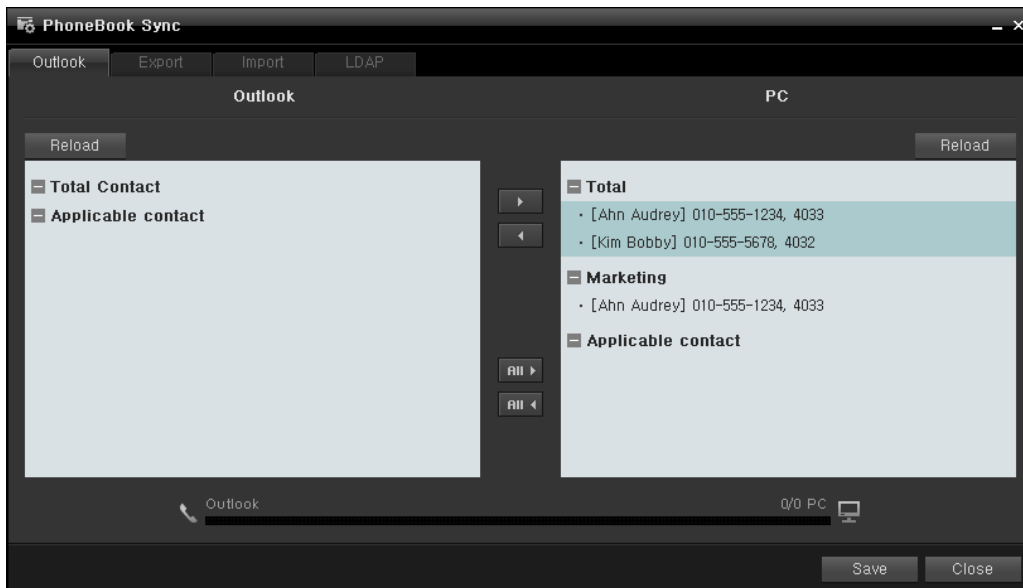 PhoneBook Sync
Outlook Export Import LDAP
Outlook PC
Reload Reload
Total Contact
Applicable contact
Total
· [Ahn Audrey] 010-555-1234, 4033
· [Kim Bobby] 010-555-5678, 4032
Marketing
· [Ahn Audrey] 010-555-1234, 4033
Applicable contact
All
All
Outlook 0/0 PC
Save Close